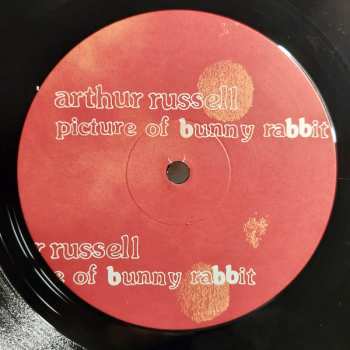 arthur russell
picture of bunny rabbit
r russell
e of bunny rabbit